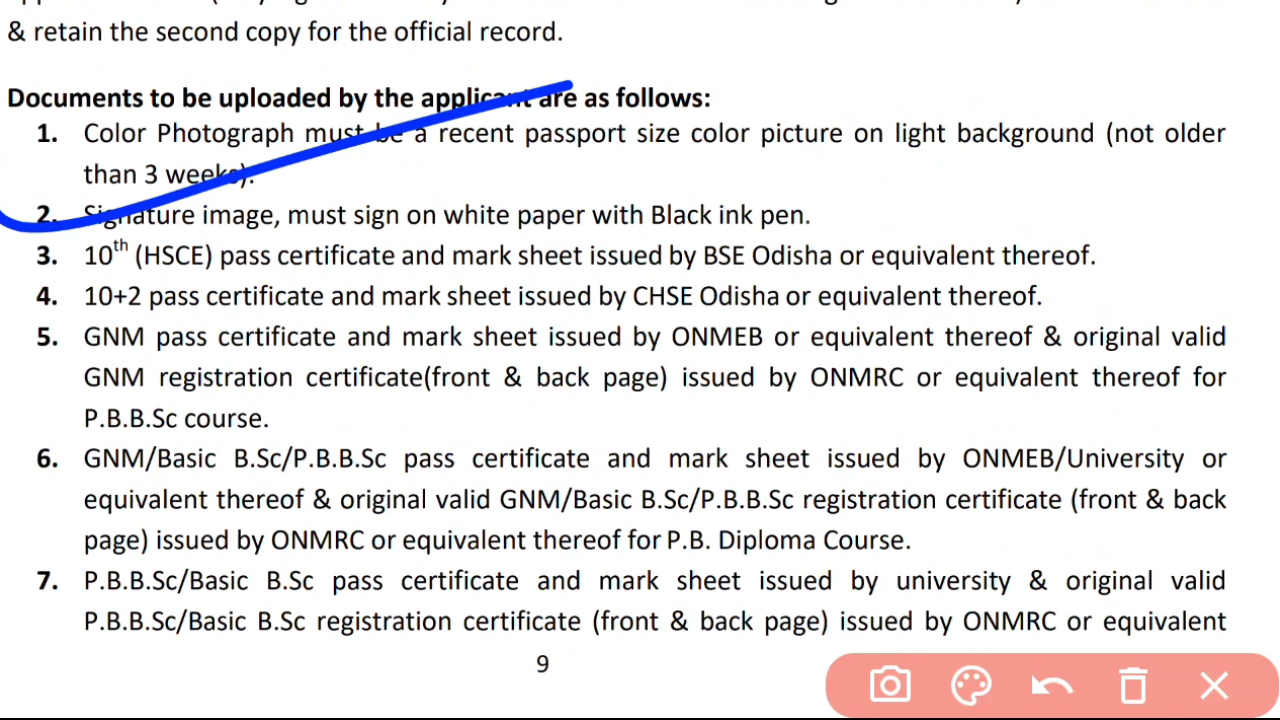 & retain the second copy for the official record.
Documents to be uploaded by the applicant are as follows:
1. Color Photograph must be a recent passport size color picture on light background (not older
than 3 weeks).
2. Signature image, must sign on white paper with Black ink pen.
3. 10th (HSCE) pass certificate and mark sheet issued by BSE Odisha or equivalent thereof.
4. 10+2 pass certificate and mark sheet issued by CHSE Odisha or equivalent thereof.
5. GNM pass certificate and mark sheet issued by ONMEB or equivalent thereof & original valid
GNM registration certificate(front & back page) issued by ONMRC or equivalent thereof for
P.B.B.Sc course.
6. GNM/Basic B.Sc/P.B.B.Sc pass certificate and mark sheet issued by ONMEB/University or
equivalent thereof & original valid GNM/Basic B.Sc/P.B.B.Sc registration certificate (front & back
page) issued by ONMRC or equivalent thereof for P.B. Diploma Course.
7. P.B.B.Sc/Basic B.Sc pass certificate and mark sheet issued by university & original valid
P.B.B.Sc/Basic B.Sc registration certificate (front & back page) issued by ONMRC or equivalent
9